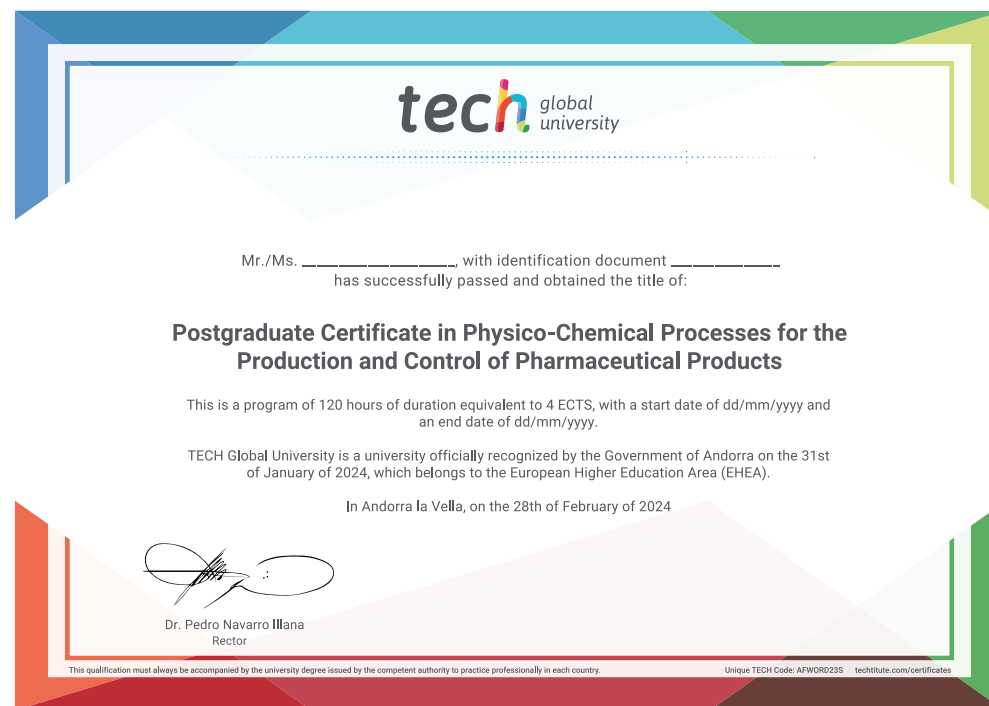 tech global
university
Mr./Ms. ___________________, with identification document ______________
has successfully passed and obtained the title of:
Postgraduate Certificate in Physico-Chemical Processes for the
Production and Control of Pharmaceutical Products
This is a program of 120 hours of duration equivalent to 4 ECTS, with a start date of dd/mm/yyyy and
an end date of dd/mm/yyyy.
TECH Global University is a university officially recognized by the Government of Andorra on the 31st
of January of 2024, which belongs to the European Higher Education Area (EHEA).
In Andorra la Vella, on the 28th of February of 2024
Dr. Pedro Navarro Illana
Rector
This qualification must always be accompanied by the university degree issued by the competent authority to practice professionally in each country. Unique TECH Code: AFWORD23S techtitute.com/certificates